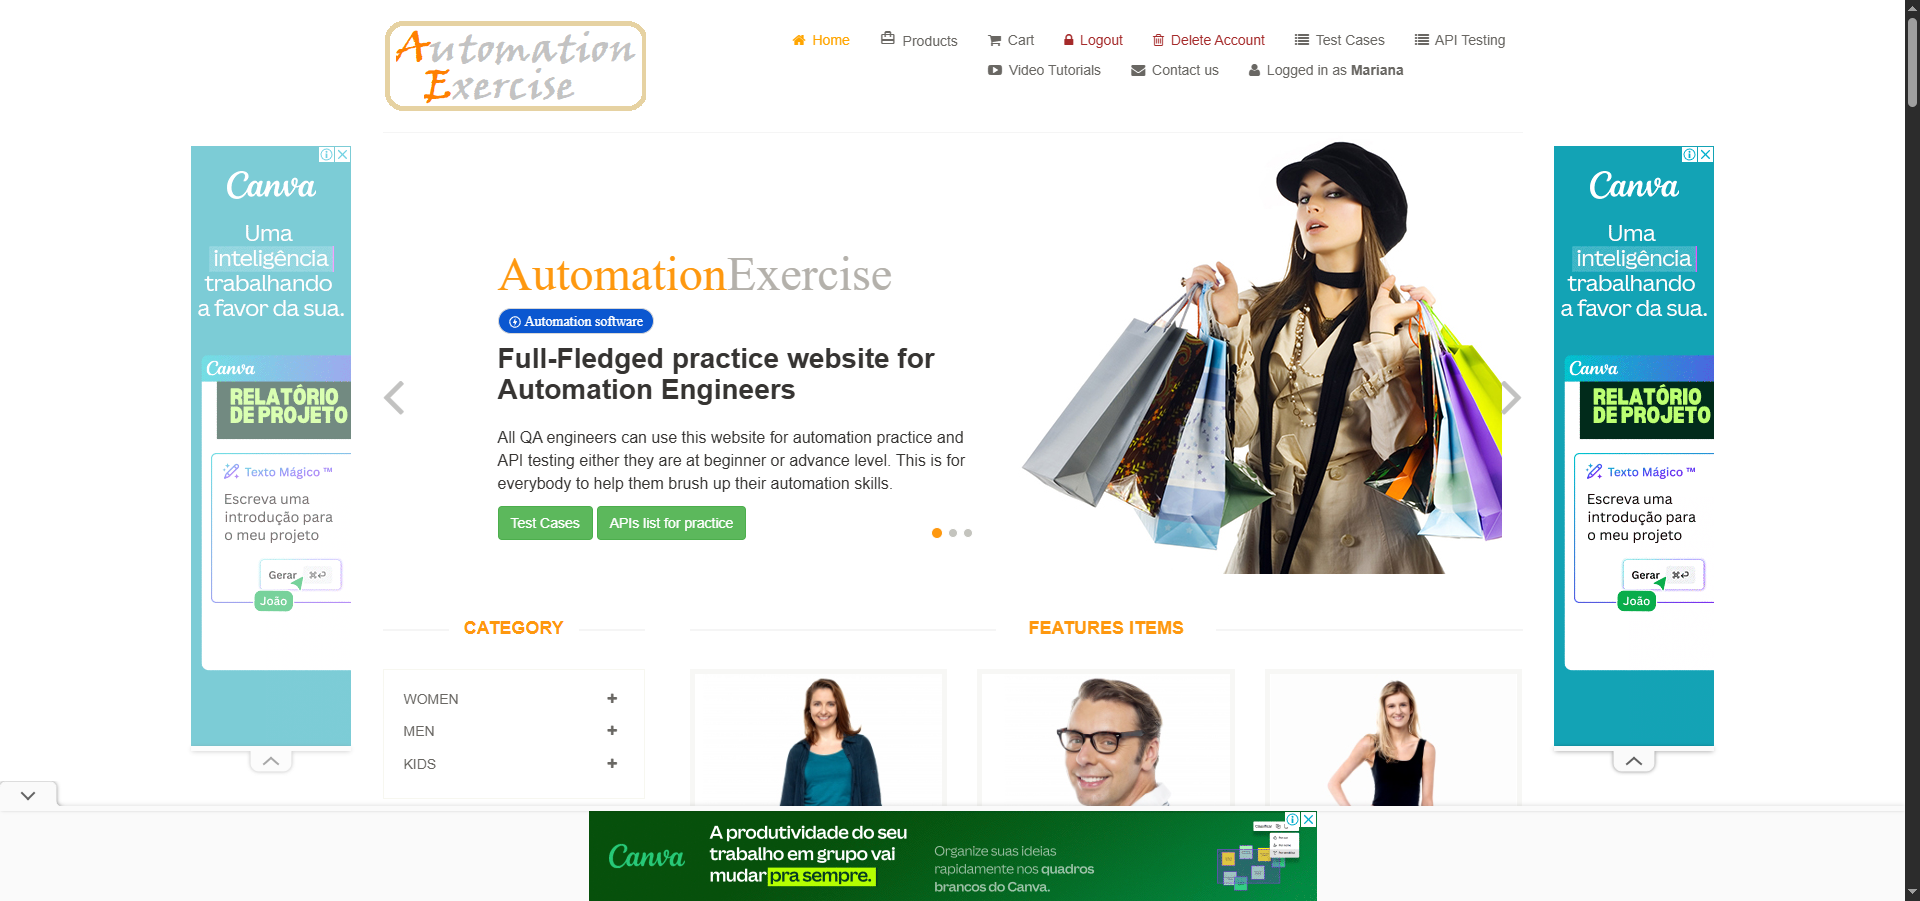 Automation
Exercise
Home
Products
Cart
Logout
Delete Account
Test Cases
API Testing
Video Tutorials
Contact us
Logged in as Mariana
Canva
Uma
inteligência
trabalhando
a favor da sua.
Canva
RELATÓRIO
DE PROJETO
Texto Mágico ™
Escreva uma
introdução para
o meu projeto
Gerar ⌘↵
João
AutomationExercise
Automation software
Full-Fledged practice website for
Automation Engineers
All QA engineers can use this website for automation practice and
API testing either they are at beginner or advance level. This is for
everybody to help them brush up their automation skills.
Test Cases
APIs list for practice
Canva
Uma
inteligência
trabalhando
a favor da sua.
Canva
RELATÓRIO
DE PROJETO
Texto Mágico ™
Escreva uma
introdução para
o meu projeto
Gerar ⌘↵
João
CATEGORY
WOMEN
MEN
KIDS
FEATURES ITEMS
Canva
A produtividade do seu
trabalho em grupo vai
mudar pra sempre.
Organize suas ideias
rapidamente nos quadros
brancos do Canva.